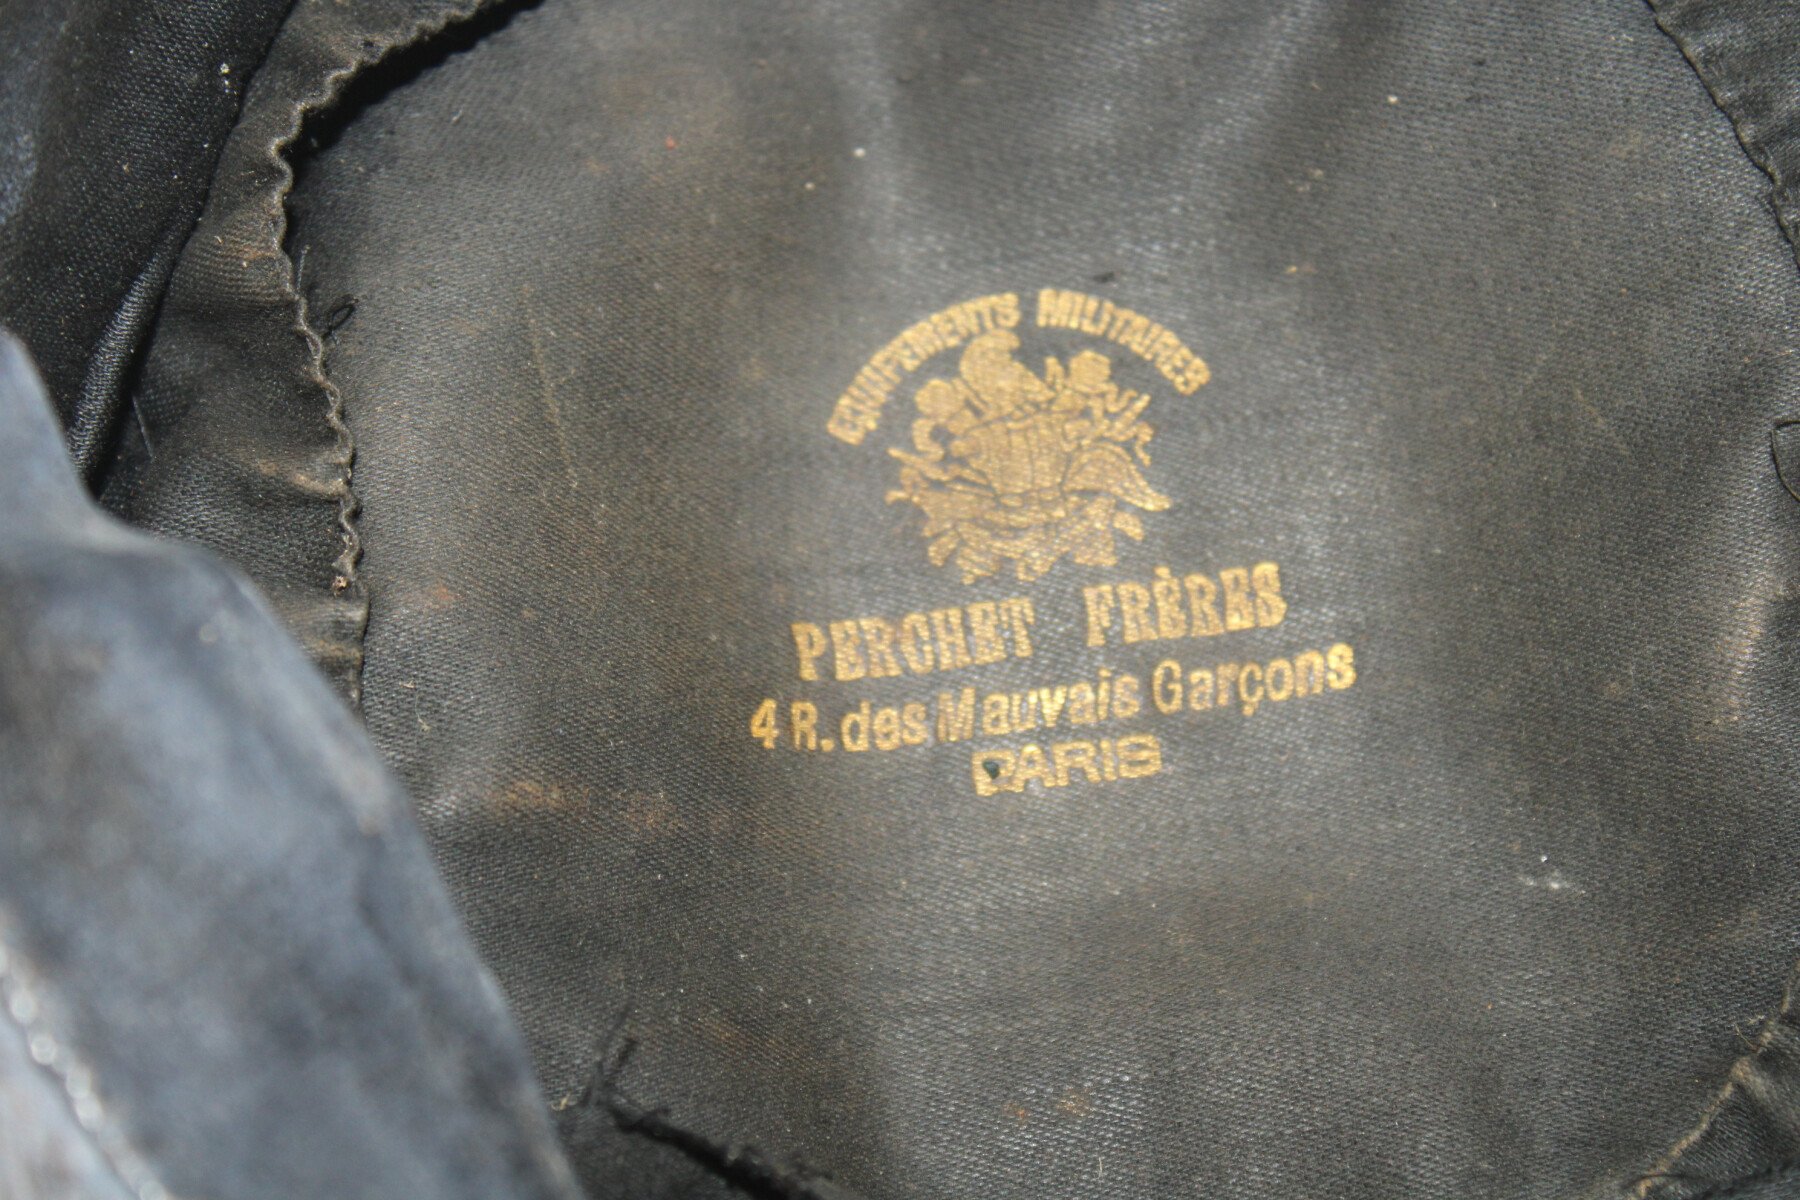 EQUIPEMENTS MILITAIRES
PERCHET FRÈRES
4 R. des Mauvais Garçons
PARIS